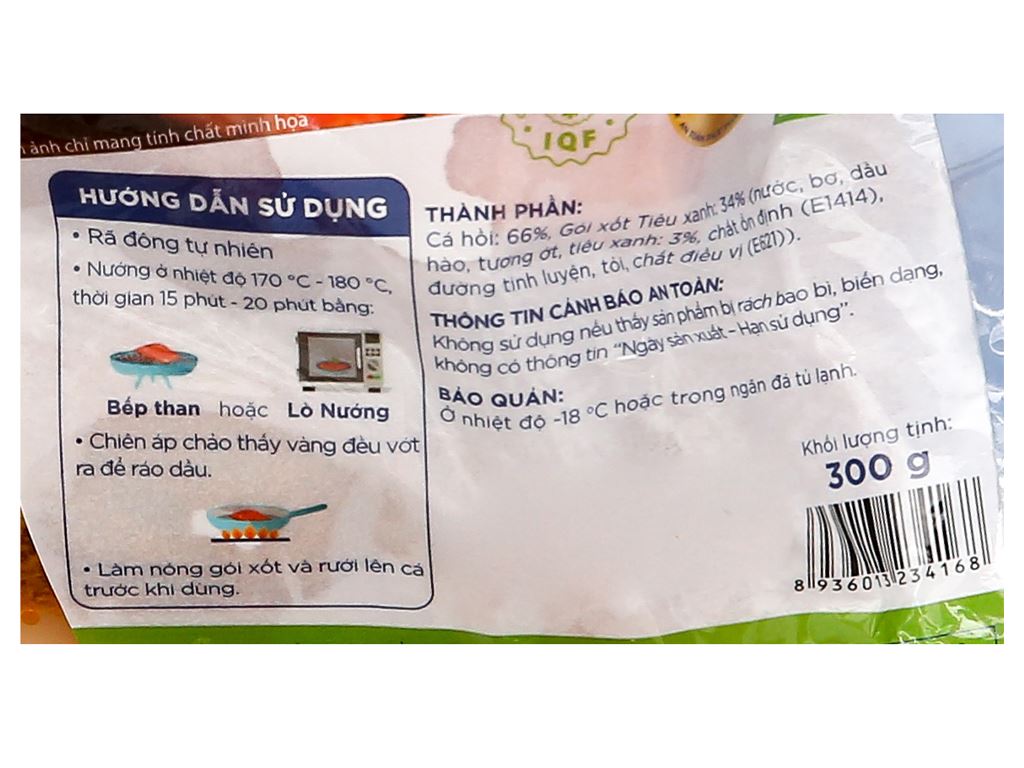 ảnh chỉ mang tính chất minh họa
IQF
HƯỚNG DẪN SỬ DỤNG
• Rã đông tự nhiên
• Nướng ở nhiệt độ 170 °C - 180 °C,
thời gian 15 phút - 20 phút bằng:
Bếp than hoặc Lò Nướng
• Chiên áp chảo thấy vàng đều vớt
ra để ráo dầu.
• Làm nóng gói xốt và rưới lên cá
trước khi dùng.
THÀNH PHẦN:
Cá hồi: 66%, Gói xốt Tiêu xanh: 34% (nước, bơ, dầu
hào, tương ớt, tiêu xanh: 3%, chất ổn định (E1414),
đường tinh luyện, tỏi, chất điều vị (E621)).
THÔNG TIN CẢNH BÁO AN TOÀN:
Không sử dụng nếu thấy sản phẩm bị rách bao bì, biến dạng,
không có thông tin "Ngày sản xuất - Hạn sử dụng".
BẢO QUẢN:
Ở nhiệt độ -18 °C hoặc trong ngăn đá tủ lạnh.
Khối lượng tịnh:
300 g
8 936013 234168